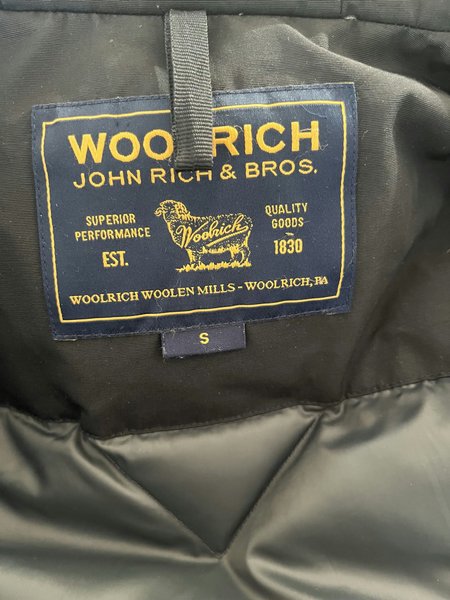 WOOLRICH
JOHN RICH & BROS.
SUPERIOR
PERFORMANCE
EST.
Woolrich
QUALITY
GOODS
1830
WOOLRICH WOOLEN MILLS - WOOLRICH, PA
S